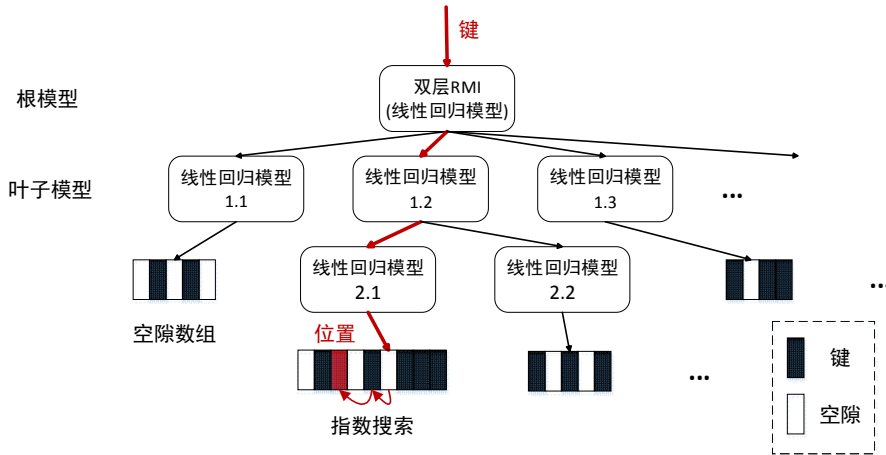 键
根模型
双层RMI
(线性回归模型)
叶子模型
线性回归模型
1.1
线性回归模型
1.2
线性回归模型
1.3
...
线性回归模型
2.1
线性回归模型
2.2
...
空隙数组
位置
键
...
空隙
指数搜索